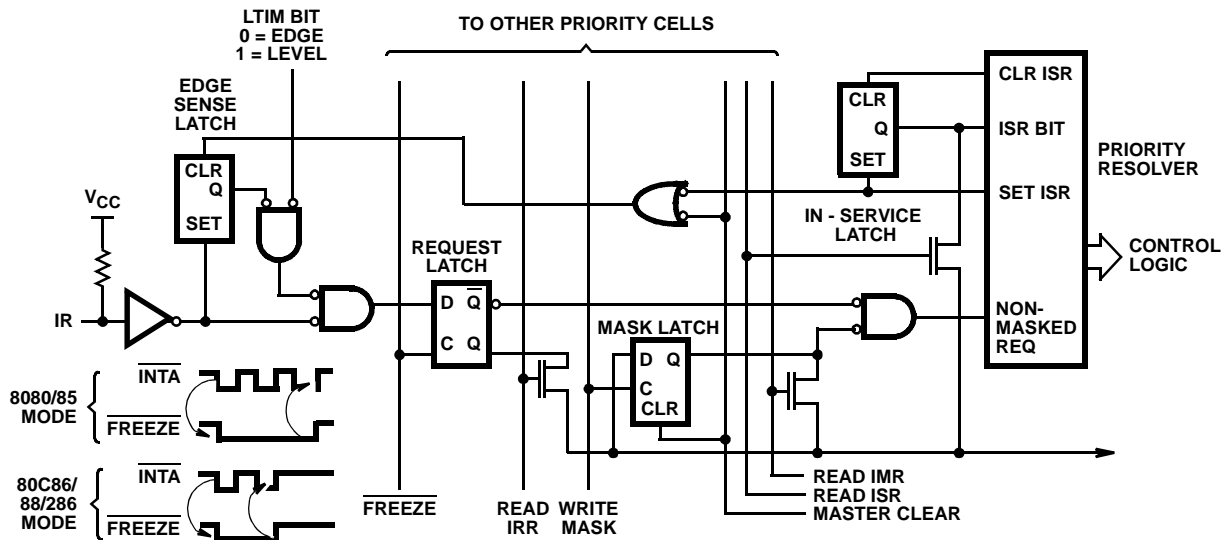 LTIM BIT
0 = EDGE
1 = LEVEL
TO OTHER PRIORITY CELLS
EDGE
SENSE
LATCH
CLR
Q
SET
VCC
IR
REQUEST
LATCH
D Q
C Q
MASK LATCH
D Q
C
CLR
CLR
Q
SET
IN - SERVICE
LATCH
CLR ISR
ISR BIT
SET ISR
NON-
MASKED
REQ
PRIORITY
RESOLVER
CONTROL
LOGIC
8080/85
MODE
INTA
FREEZE
80C86/
88/286
MODE
INTA
FREEZE
FREEZE
READ
IRR
WRITE
MASK
READ IMR
READ ISR
MASTER CLEAR